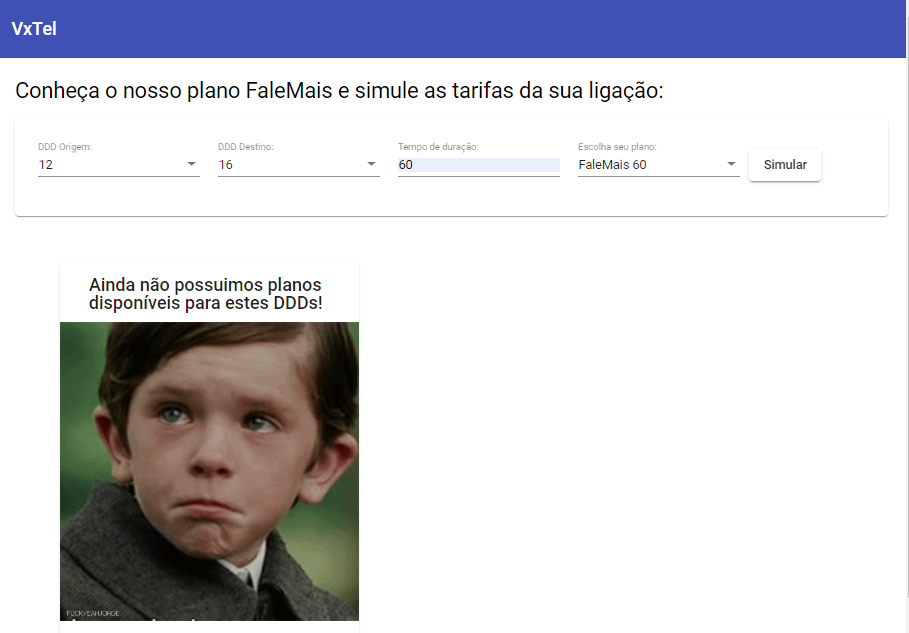 VxTel
Conheça o nosso plano FaleMais e simule as tarifas da sua ligação:
DDD Origem:
12
DDD Destino:
16
Tempo de duração:
60
Escolha seu plano:
FaleMais 60
Simular
Ainda não possuimos planos
disponíveis para estes DDDs!
FUCKYEAHJORGE